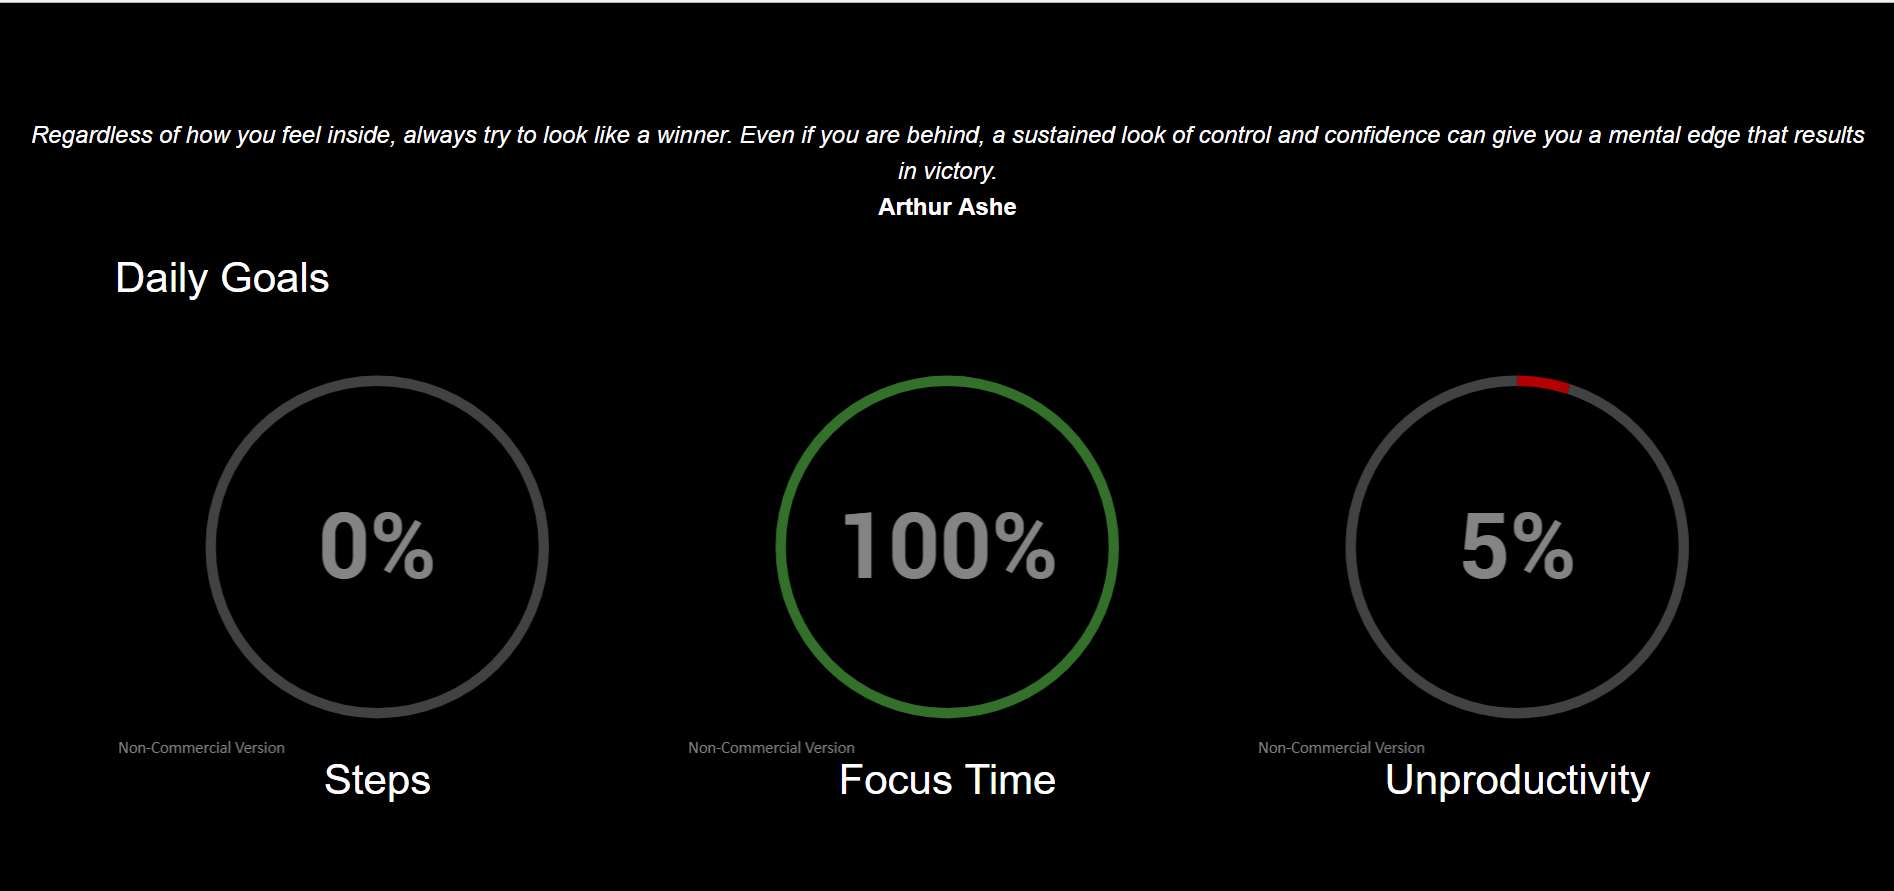 Regardless of how you feel inside, always try to look like a winner. Even if you are behind, a sustained look of control and confidence can give you a mental edge that results
in victory.
Arthur Ashe
Daily Goals
0%
100%
5%
Non-Commercial Version
Non-Commercial Version
Non-Commercial Version
Steps
Focus Time
Unproductivity